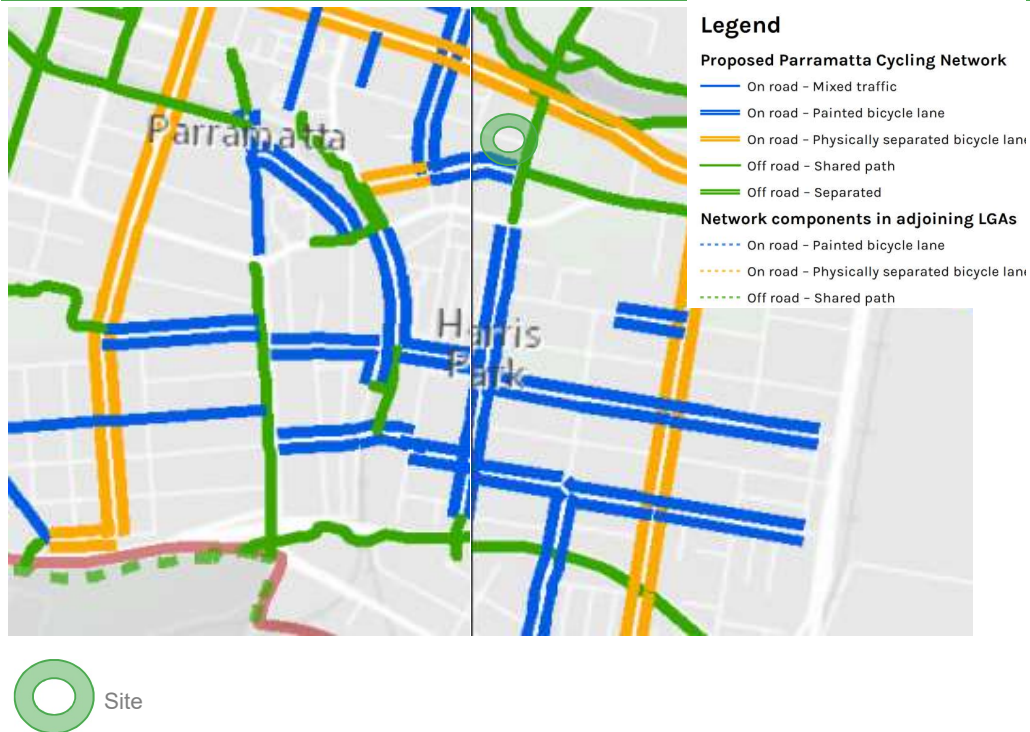 Legend
Proposed Parramatta Cycling Network
On road – Mixed traffic
On road – Painted bicycle lane
On road – Physically separated bicycle lane
Off road – Shared path
Off road – Separated
Network components in adjoining LGAs
On road – Painted bicycle lane
On road – Physically separated bicycle lane
Off road – Shared path
Parramatta
Harris
Park
Site